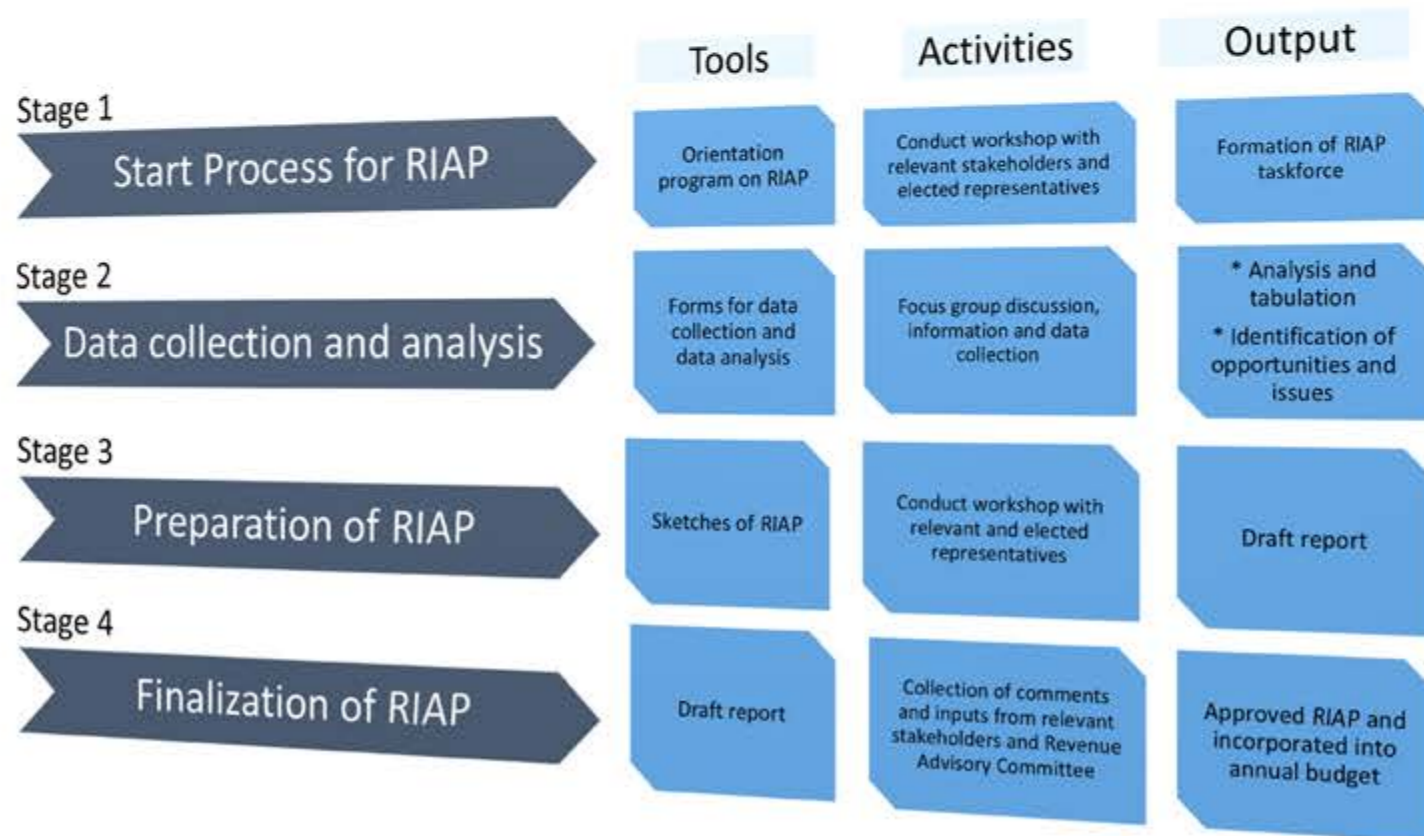 Tools
Activities
Output
Stage 1
Start Process for RIAP
Orientation
program on RIAP
Conduct workshop with
relevant stakeholders and
elected representatives
Formation of RIAP
taskforce
Stage 2
Data collection and analysis
Forms for data
collection and
data analysis
Focus group discussion,
information and data
collection
* Analysis and
tabulation
* Identification of
opportunities and
issues
Stage 3
Preparation of RIAP
Sketches of RIAP
Conduct workshop with
relevant and elected
representatives
Draft report
Stage 4
Finalization of RIAP
Draft report
Collection of comments
and inputs from relevant
stakeholders and Revenue
Advisory Committee
Approved RIAP and
incorporated into
annual budget